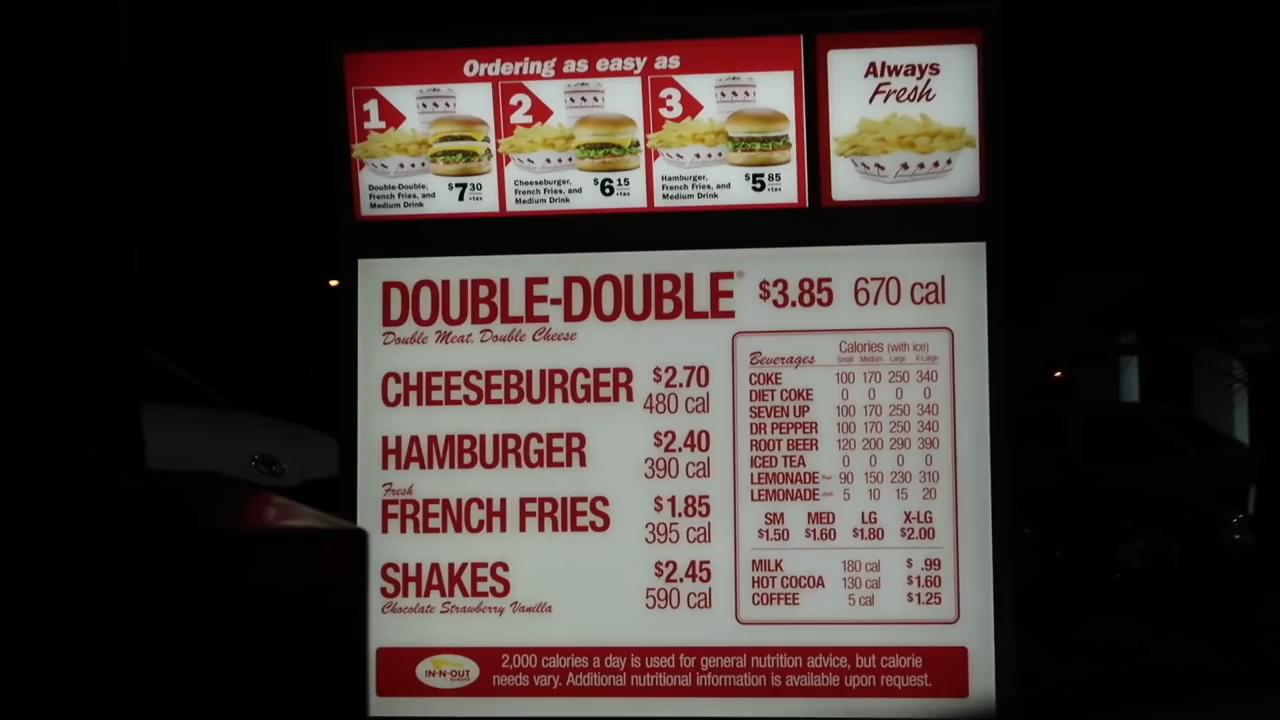 Ordering as easy as
1
Double-Double,
French Fries, and
Medium Drink
$7 30
+tax
2
Cheeseburger,
French Fries, and
Medium Drink
$6 15
+tax
3
Hamburger,
French Fries, and
Medium Drink
$5 85
+tax
Always
Fresh
DOUBLE-DOUBLE® $3.85 670 cal
Double Meat, Double Cheese
CHEESEBURGER $2.70
480 cal
HAMBURGER $2.40
390 cal
Fresh
FRENCH FRIES $1.85
395 cal
SHAKES $2.45
590 cal
Chocolate Strawberry Vanilla
Calories (with ice)
Beverages Small Medium Large X-Large
COKE 100 170 250 340
DIET COKE 0 0 0 0
SEVEN UP 100 170 250 340
DR PEPPER 100 170 250 340
ROOT BEER 120 200 290 390
ICED TEA 0 0 0 0
LEMONADE 90 150 230 310
LEMONADE 5 10 15 20
SM MED LG X-LG
$1.50 $1.60 $1.80 $2.00
MILK 180 cal $ .99
HOT COCOA 130 cal $1.60
COFFEE 5 cal $1.25
IN-N-OUT
BURGER
2,000 calories a day is used for general nutrition advice, but calorie
needs vary. Additional nutritional information is available upon request.